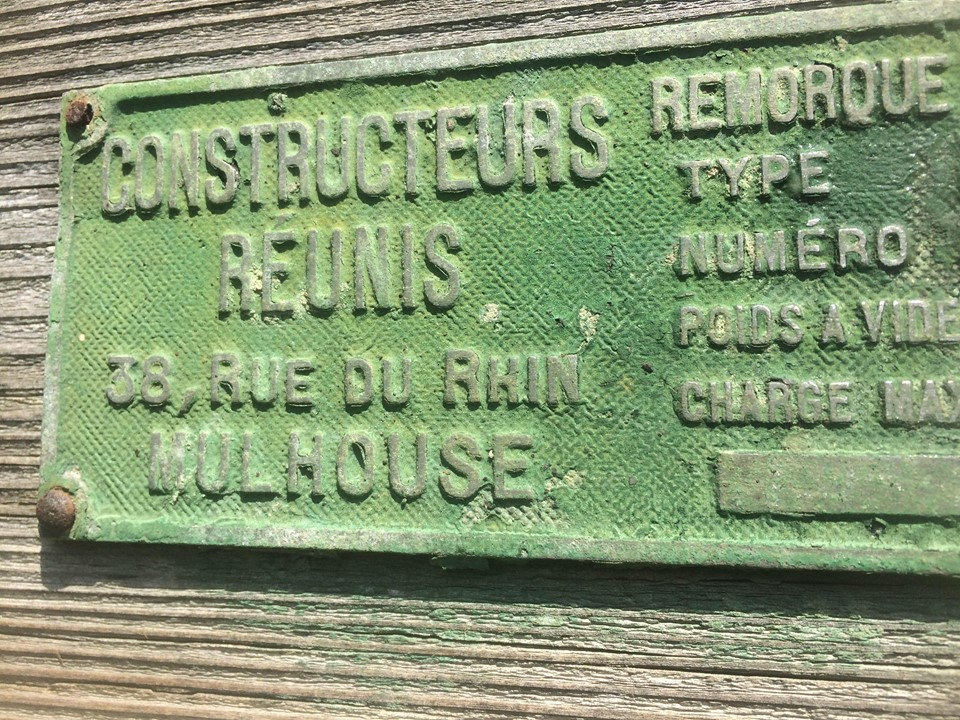 CONSTRUCTEURS
RÉUNIS
38, RUE DU RHIN
MULHOUSE
REMORQUE
TYPE
NUMÉRO
POIDS A VIDE
CHARGE MAX